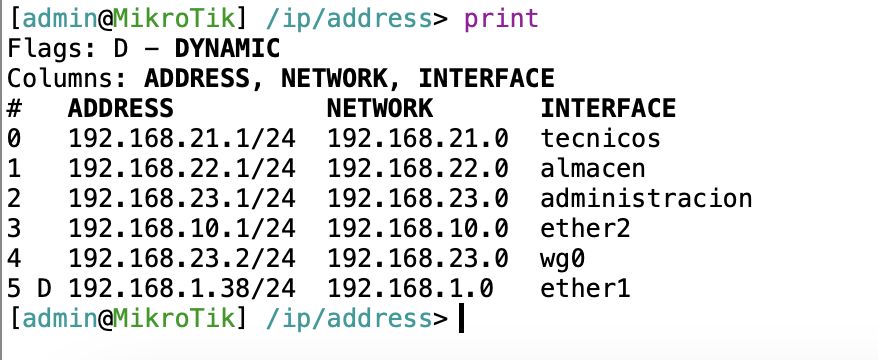 [admin@MikroTik] /ip/address> print
Flags: D - DYNAMIC
Columns: ADDRESS, NETWORK, INTERFACE
#   ADDRESS          NETWORK       INTERFACE
0   192.168.21.1/24  192.168.21.0  tecnicos
1   192.168.22.1/24  192.168.22.0  almacen
2   192.168.23.1/24  192.168.23.0  administracion
3   192.168.10.1/24  192.168.10.0  ether2
4   192.168.23.2/24  192.168.23.0  wg0
5 D 192.168.1.38/24  192.168.1.0   ether1
[admin@MikroTik] /ip/address>